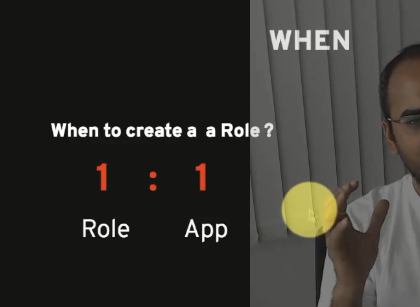 WHEN
When to create a a Role ?
1 : 1
Role App